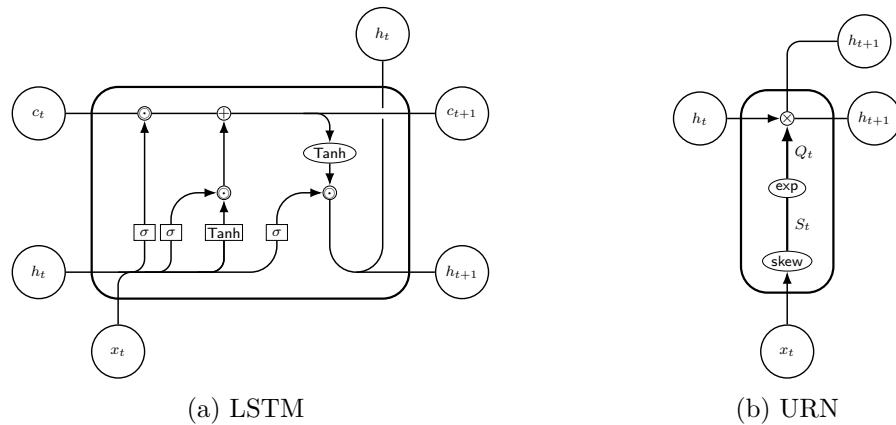 h_t
c_t
c_{t+1}
Tanh
σ
σ
Tanh
σ
h_t
h_{t+1}
x_t
(a) LSTM
h_{t+1}
h_t
h_{t+1}
Q_t
exp
S_t
skew
x_t
(b) URN